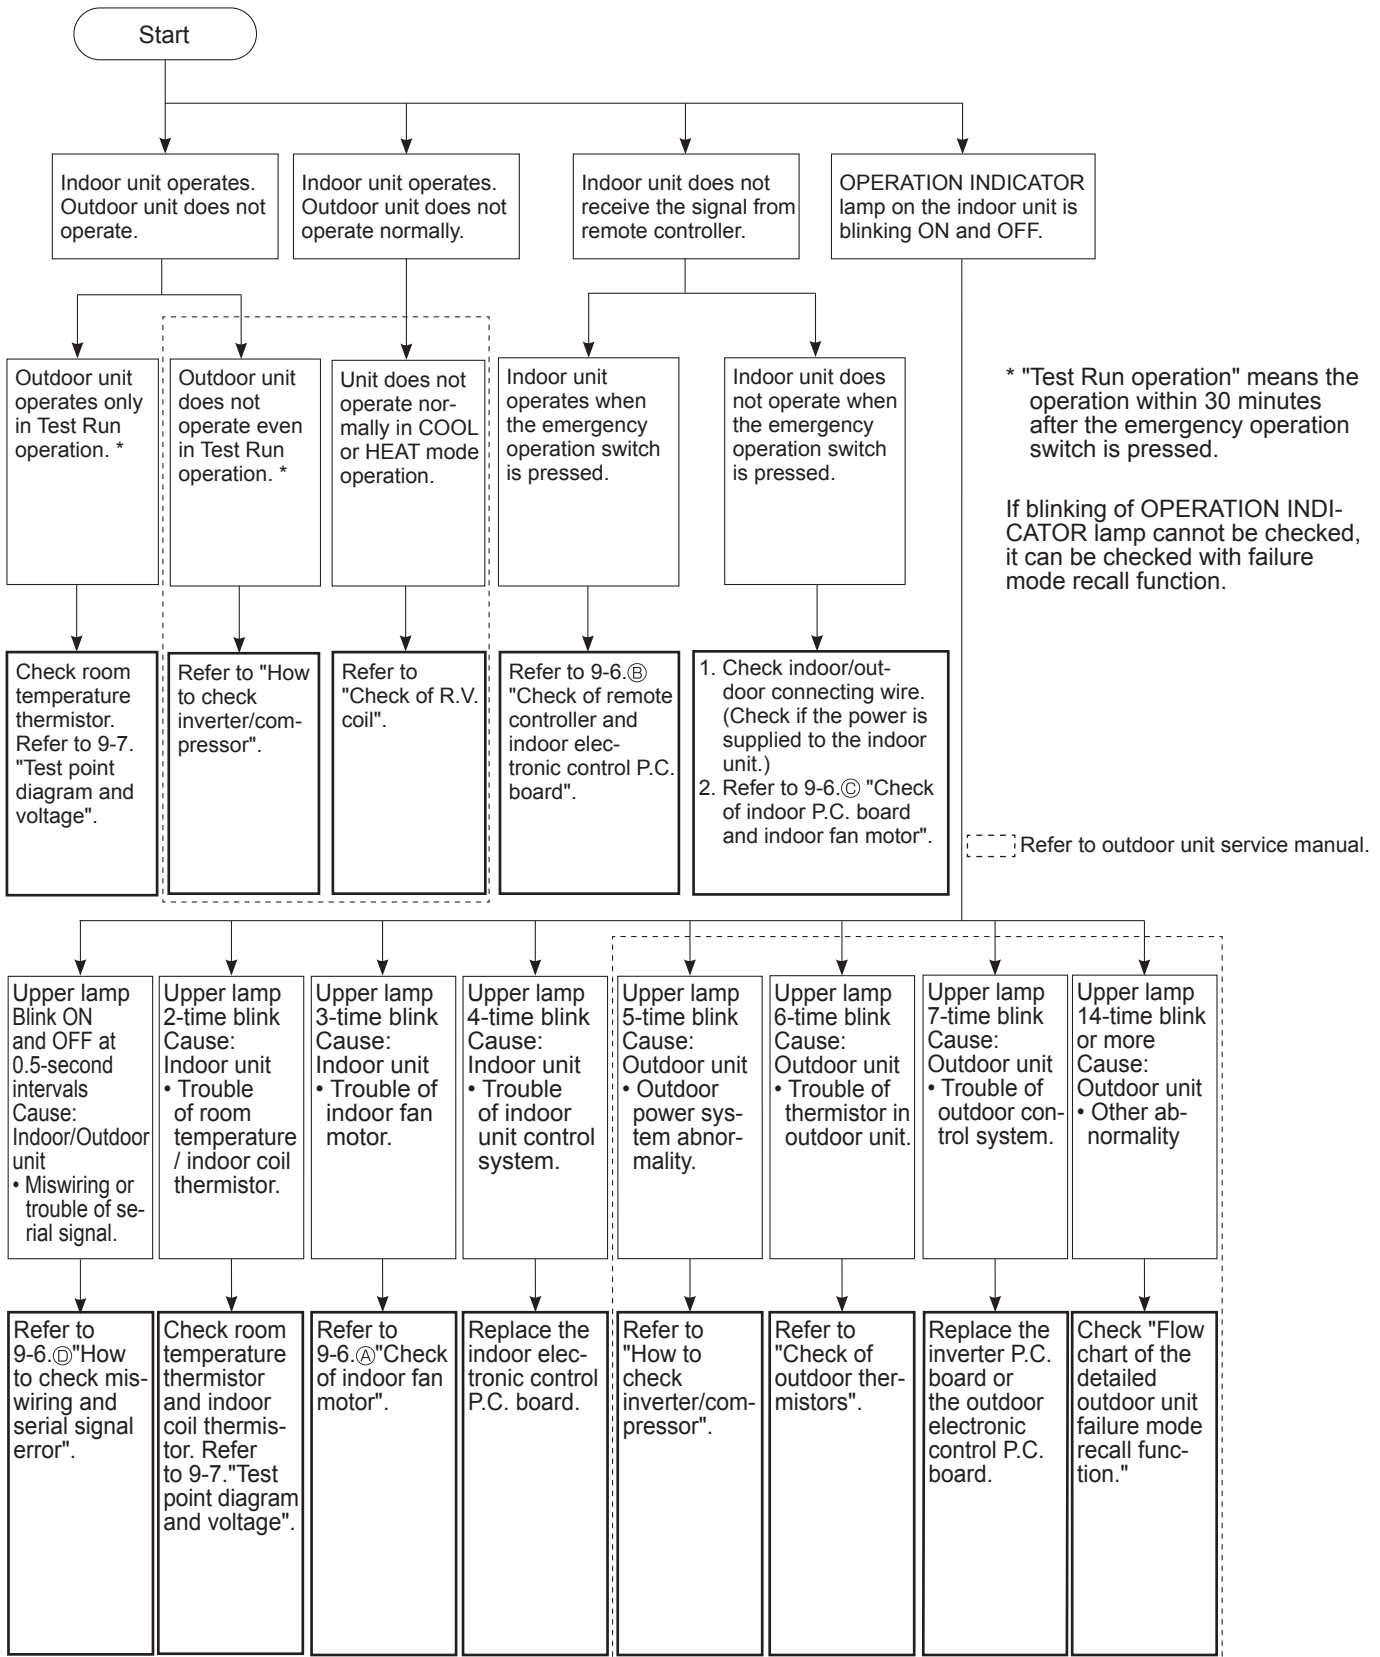 Start
Indoor unit operates.
Outdoor unit does not
operate.
Indoor unit operates.
Outdoor unit does not
operate normally.
Indoor unit does not
receive the signal from
remote controller.
OPERATION INDICATOR
lamp on the indoor unit is
blinking ON and OFF.
Outdoor unit
operates only
in Test Run
operation. *
Outdoor unit
does not
operate even
in Test Run
operation. *
Unit does not
operate nor-
mally in COOL
or HEAT mode
operation.
Indoor unit
operates when
the emergency
operation switch
is pressed.
Indoor unit does
not operate when
the emergency
operation switch
is pressed.
* "Test Run operation" means the
operation within 30 minutes
after the emergency operation
switch is pressed.
If blinking of OPERATION INDI-
CATOR lamp cannot be checked,
it can be checked with failure
mode recall function.
Check room
temperature
thermistor.
Refer to 9-7.
"Test point
diagram and
voltage".
Refer to "How
to check
inverter/com-
pressor".
Refer to
"Check of R.V.
coil".
Refer to 9-6.Ⓑ
"Check of remote
controller and
indoor elec-
tronic control P.C.
board".
1. Check indoor/out-
door connecting wire.
(Check if the power is
supplied to the indoor
unit.)
2. Refer to 9-6.Ⓒ "Check
of indoor P.C. board
and indoor fan motor".
Refer to outdoor unit service manual.
Upper lamp
Blink ON
and OFF at
0.5-second
intervals
Cause:
Indoor/Outdoor
unit
• Miswiring or
trouble of se-
rial signal.
Upper lamp
2-time blink
Cause:
Indoor unit
• Trouble
of room
temperature
/ indoor coil
thermistor.
Upper lamp
3-time blink
Cause:
Indoor unit
• Trouble of
indoor fan
motor.
Upper lamp
4-time blink
Cause:
Indoor unit
• Trouble
of indoor
unit control
system.
Upper lamp
5-time blink
Cause:
Outdoor unit
• Outdoor
power sys-
tem abnor-
mality.
Upper lamp
6-time blink
Cause:
Outdoor unit
• Trouble of
thermistor in
outdoor unit.
Upper lamp
7-time blink
Cause:
Outdoor unit
• Trouble of
outdoor con-
trol system.
Upper lamp
14-time blink
or more
Cause:
Outdoor unit
• Other ab-
normality
Refer to
9-6.Ⓓ"How
to check mis-
wiring and
serial signal
error".
Check room
temperature
thermistor
and indoor
coil thermis-
tor. Refer
to 9-7."Test
point diagram
and voltage".
Refer to
9-6.Ⓐ"Check
of indoor fan
motor".
Replace the
indoor elec-
tronic control
P.C. board.
Refer to
"How to
check
inverter/com-
pressor".
Refer to
"Check of
outdoor ther-
mistors".
Replace the
inverter P.C.
board or
the outdoor
electronic
control P.C.
board.
Check "Flow
chart of the
detailed
outdoor unit
failure mode
recall func-
tion."